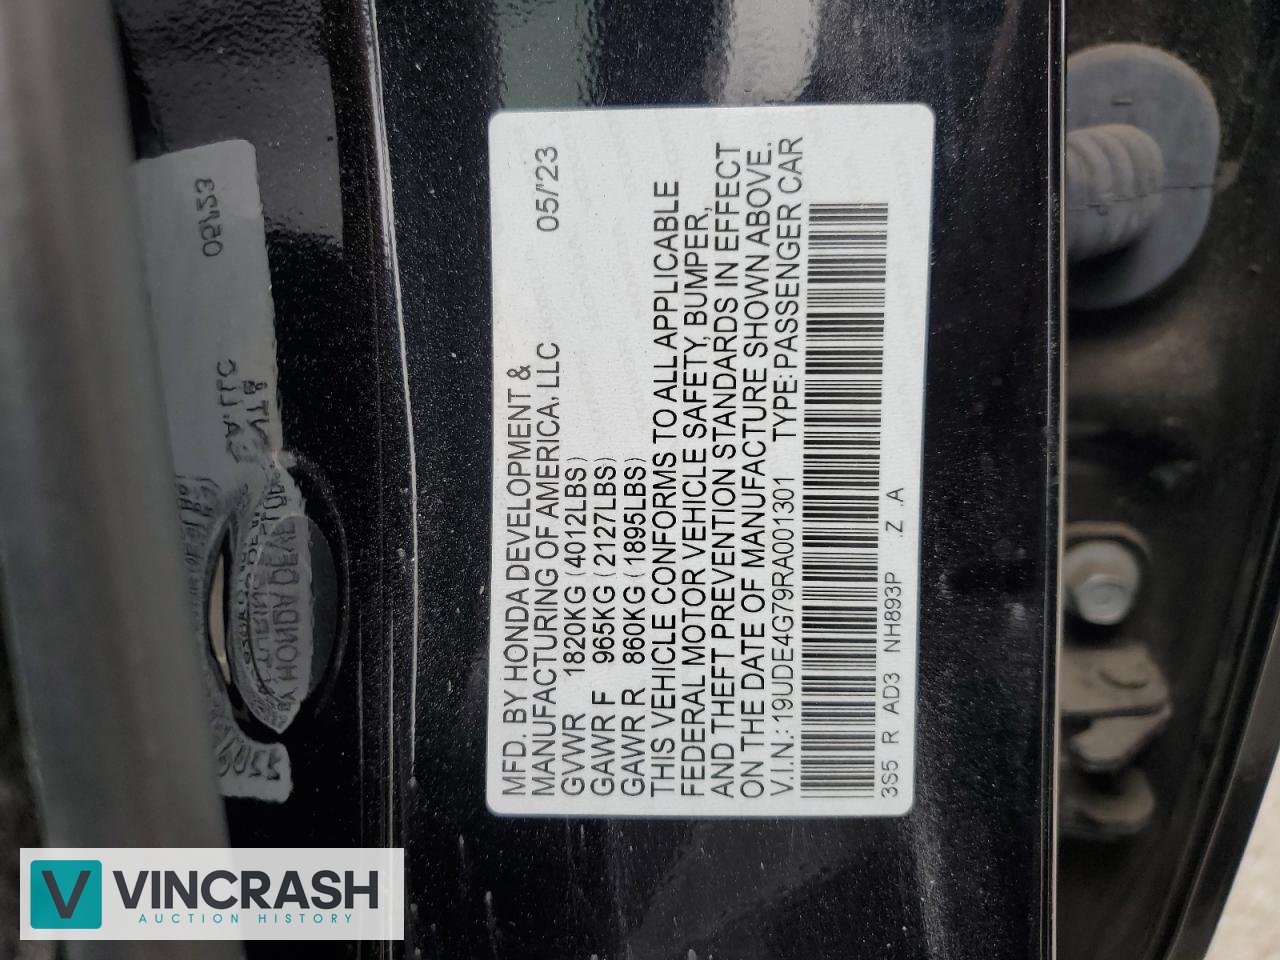 MFD. BY HONDA DEVELOPMENT &
MANUFACTURING OF AMERICA, LLC 05/'23
GVWR 1820KG (4012LBS)
GAWR F 965KG (2127LBS)
GAWR R 860KG (1895LBS)
THIS VEHICLE CONFORMS TO ALL APPLICABLE
FEDERAL MOTOR VEHICLE SAFETY, BUMPER,
AND THEFT PREVENTION STANDARDS IN EFFECT
ON THE DATE OF MANUFACTURE SHOWN ABOVE.
V.I.N.: 19UDE4G79RA001301 TYPE: PASSENGER CAR
3S5 R AD3 NH893P .Z .A
V VINCRASH
AUCTION HISTORY